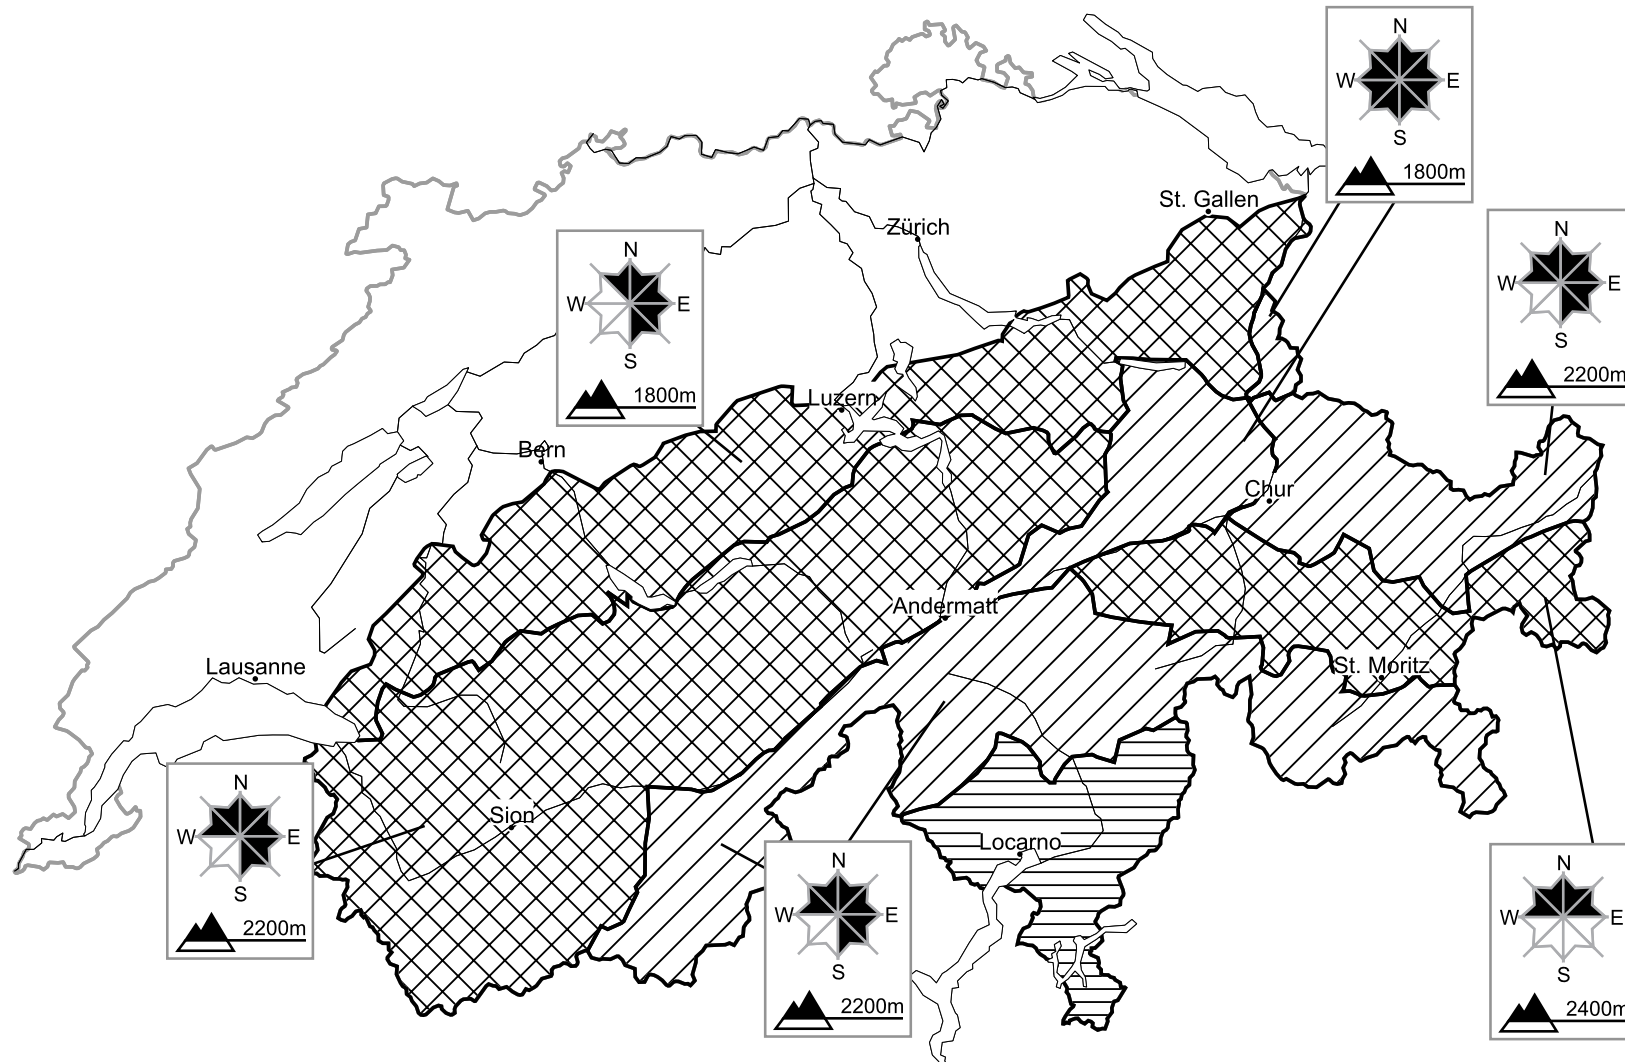 N
W E
S
1800m
St. Gallen
Zürich
N
W E
S
2200m
N
W E
S
1800m
Luzern
Bern
Chur
Andermatt
Lausanne
St. Moritz
N
W E
S
2200m
Sion
Locarno
N
W E
S
2200m
N
W E
S
2400m